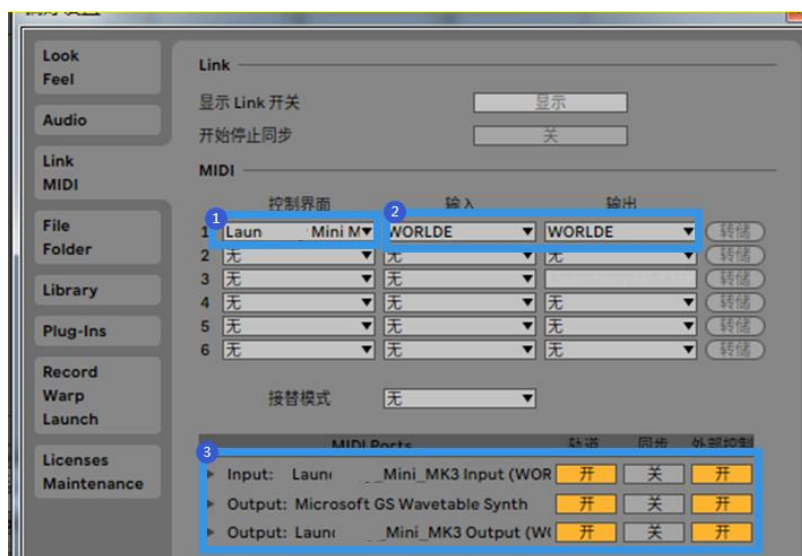 Look
Feel
Audio
Link
MIDI
File
Folder
Library
Plug-Ins
Record
Warp
Launch
Licenses
Maintenance
Link
显示 Link 开关 显示
开始停止同步 关
MIDI
控制界面 输入 输出
1 2
1 Laun Mini M WORLDE WORLDE 转储
2 无 无 无 转储
3 无 无 转储
4 无 无 无 转储
5 无 无 无 转储
6 无 无 无 转储
接替模式 无
MIDI Ports 轨道 同步 外部控制
3
Input: Laun _Mini_MK3 Input (WOR 开 关 开
Output: Microsoft GS Wavetable Synth 开 关 开
Output: Laun _Mini_MK3 Output (W 开 关 开